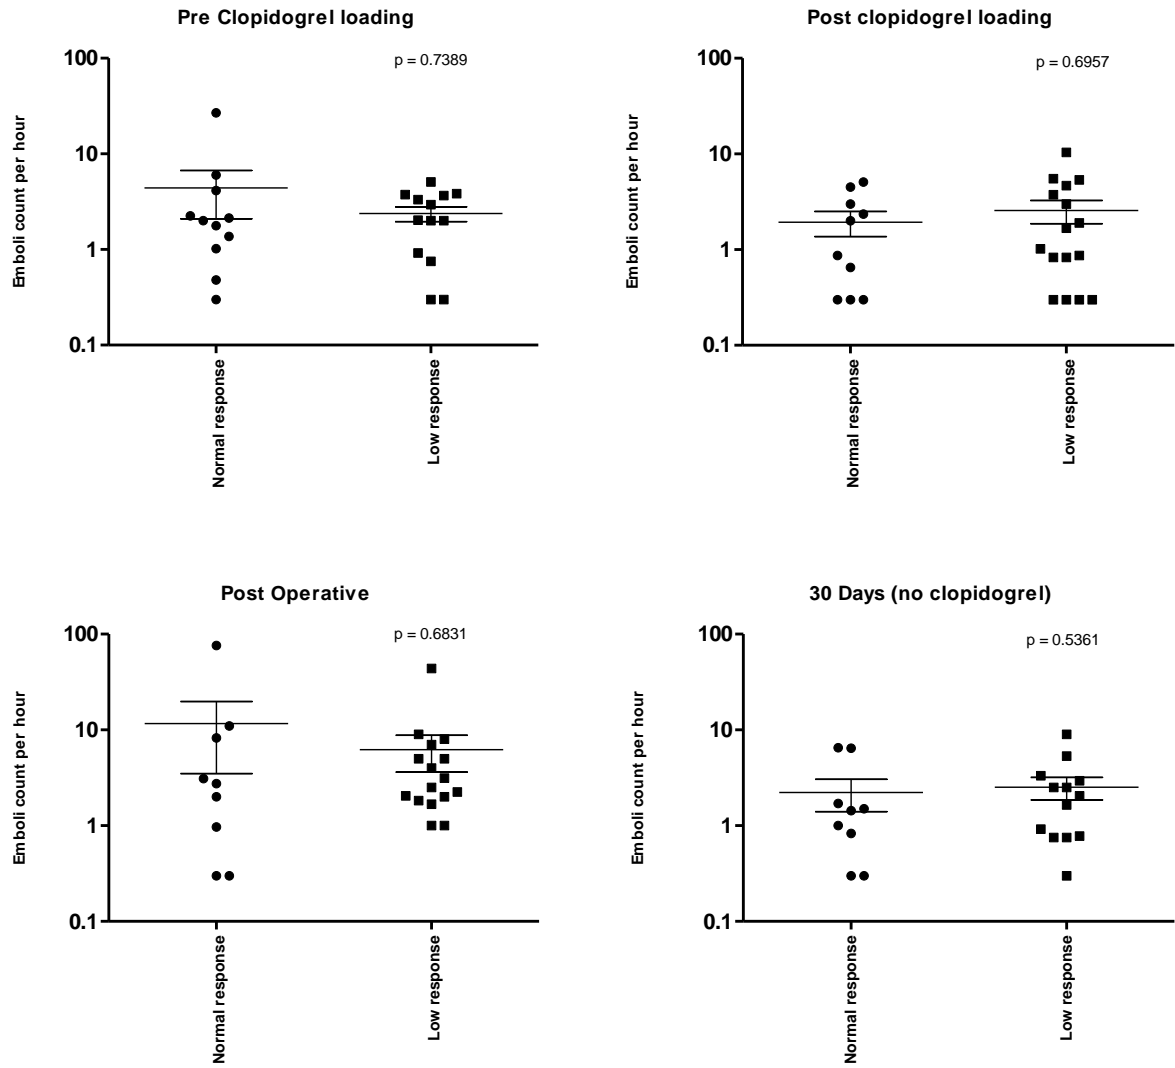 Pre Clopidogrel loading
p = 0.7389
Emboli count per hour
100
10
1
0.1
Normal response
Low response
Post clopidogrel loading
p = 0.6957
Emboli count per hour
100
10
1
0.1
Normal response
Low response
Post Operative
p = 0.6831
Emboli count per hour
100
10
1
0.1
Normal response
Low response
30 Days (no clopidogrel)
p = 0.5361
Emboli count per hour
100
10
1
0.1
Normal response
Low response